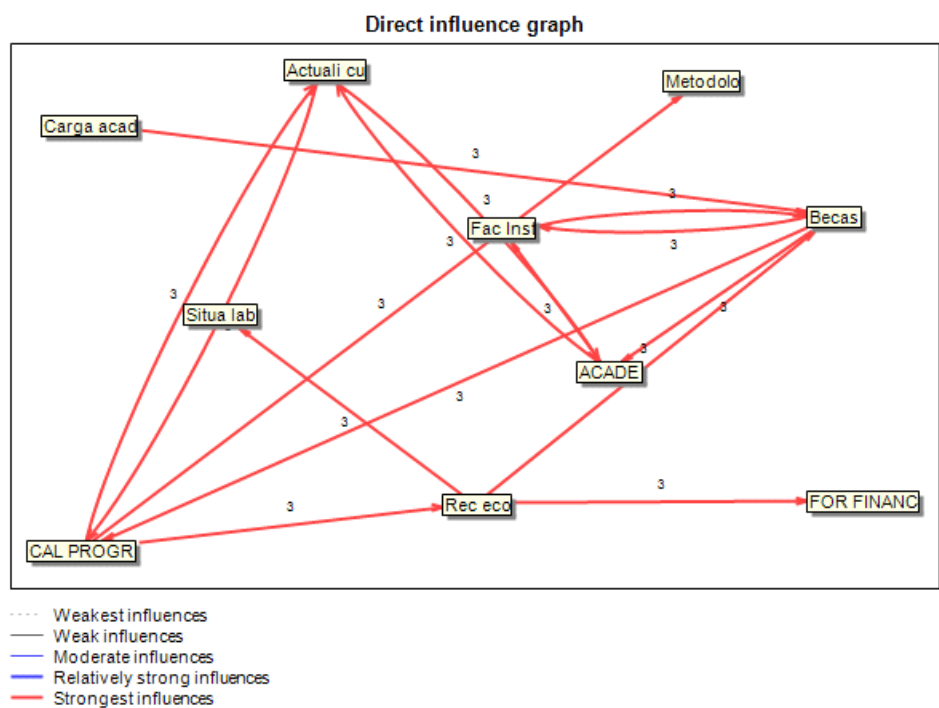 Direct influence graph
Actuali cu
Metodolo
Carga acad
3
3
3
Fac Inst
Becas
3
3
3
3
Situa lab
3
3
3
ACADE
3
3
3
Rec eco
FOR FINANC
3
CAL PROGR
Weakest influences
Weak influences
Moderate influences
Relatively strong influences
Strongest influences